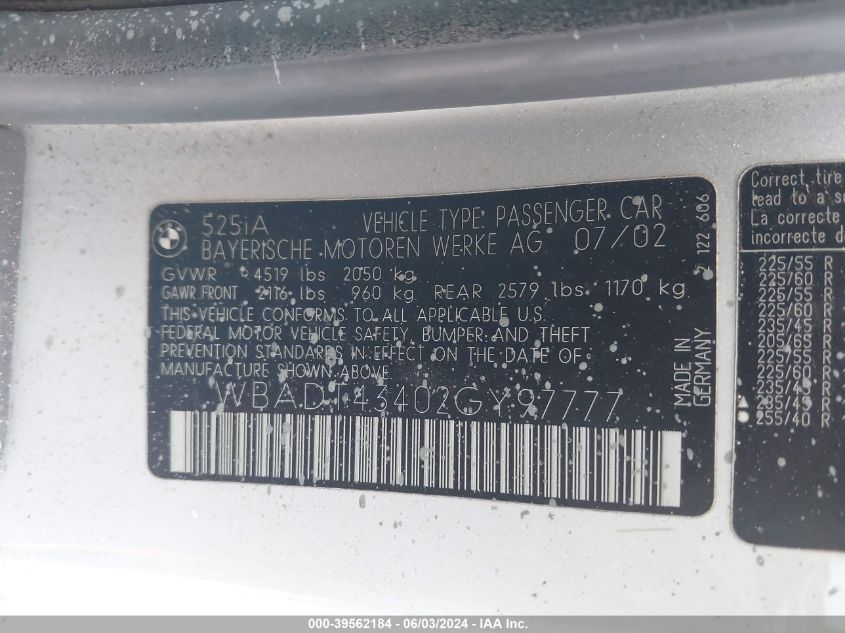 525iA VEHICLE TYPE: PASSENGER CAR
BAYERISCHE MOTOREN WERKE AG 07/02
GVWR 4519 lbs 2050 kg
GAWR FRONT 2116 lbs 960 kg REAR 2579 lbs 1170 kg
THIS VEHICLE CONFORMS TO ALL APPLICABLE U.S.
FEDERAL MOTOR VEHICLE SAFETY, BUMPER AND THEFT
PREVENTION STANDARDS IN EFFECT ON THE DATE OF
MANUFACTURE SHOWN ABOVE
WBADT43402GY97777
MADE IN
GERMANY
122 606
Correct tire
lead to a
La correcte
incorrecte
225/55 R
225/60 R
225/55 R
225/60 R
235/45 R
205/65 R
225/55 R
225/60 R
235/45 R
255/40 R
000-39562184 - 06/03/2024 - © IAA Inc.